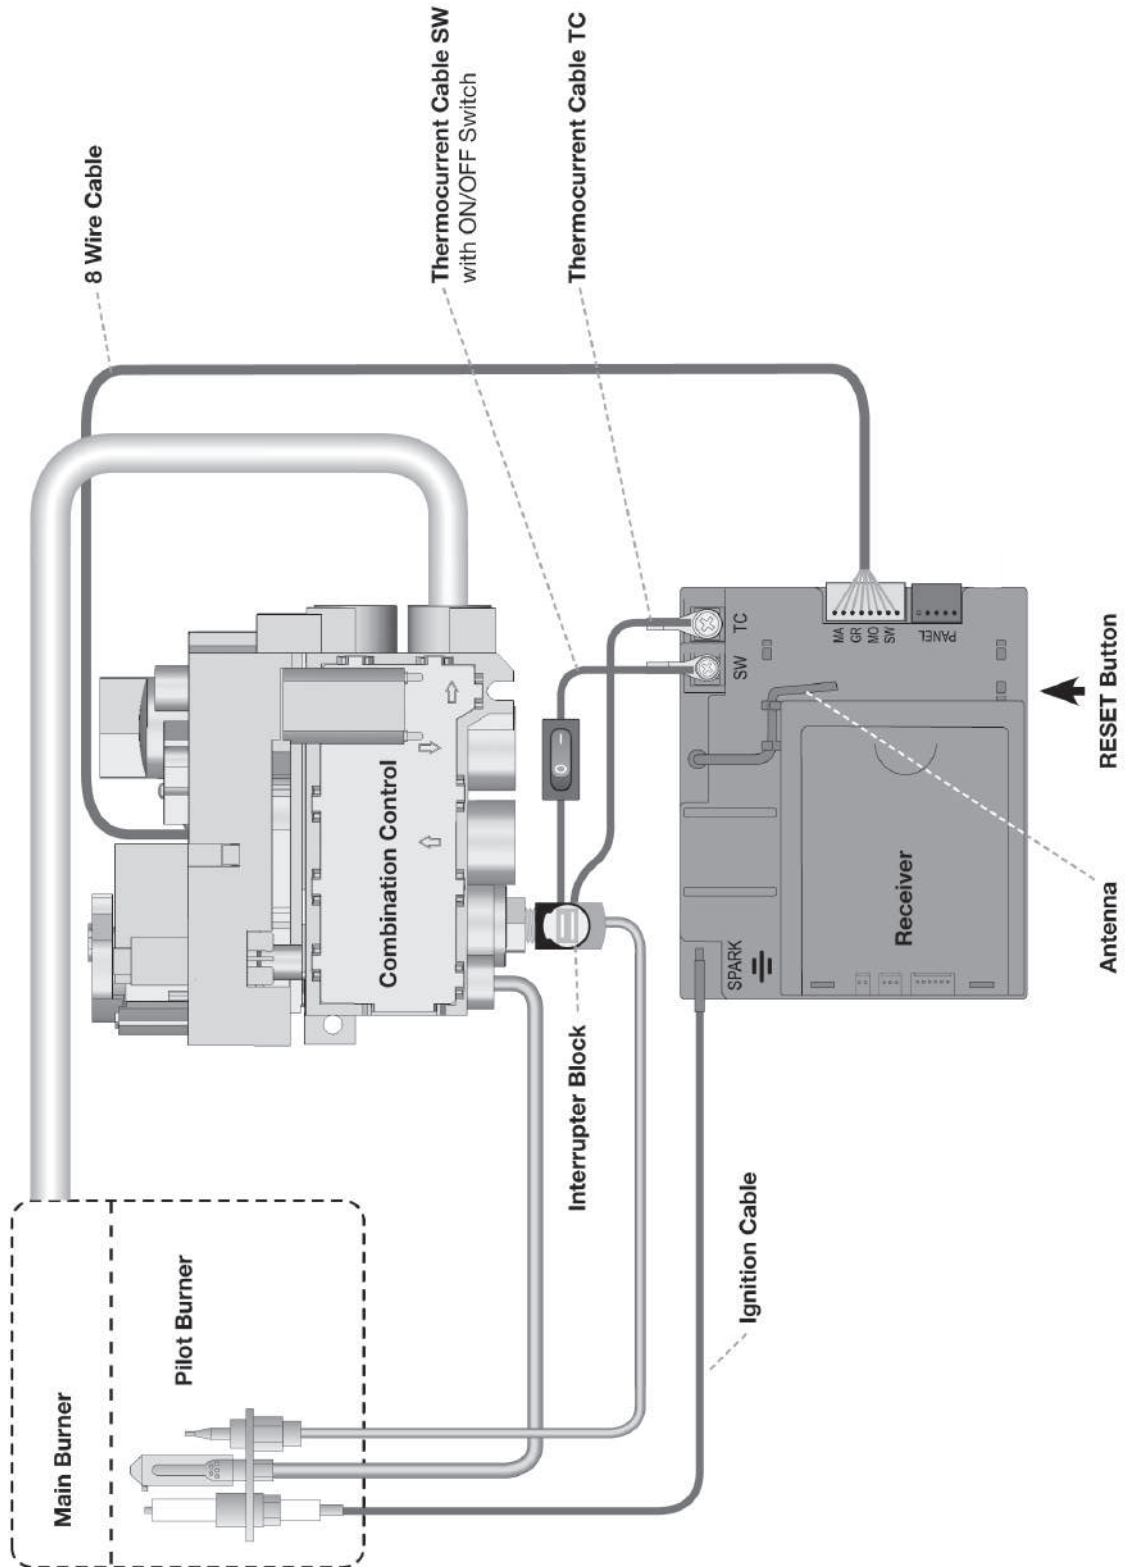 8 Wire Cable
Thermocurrent Cable SW
with ON/OFF Switch
Thermocurrent Cable TC
Combination Control
Main Burner
Pilot Burner
Interrupter Block
Ignition Cable
0
I
SW
TC
MA
GR
MO
SW
PANEL
SPARK
Receiver
Antenna
RESET Button